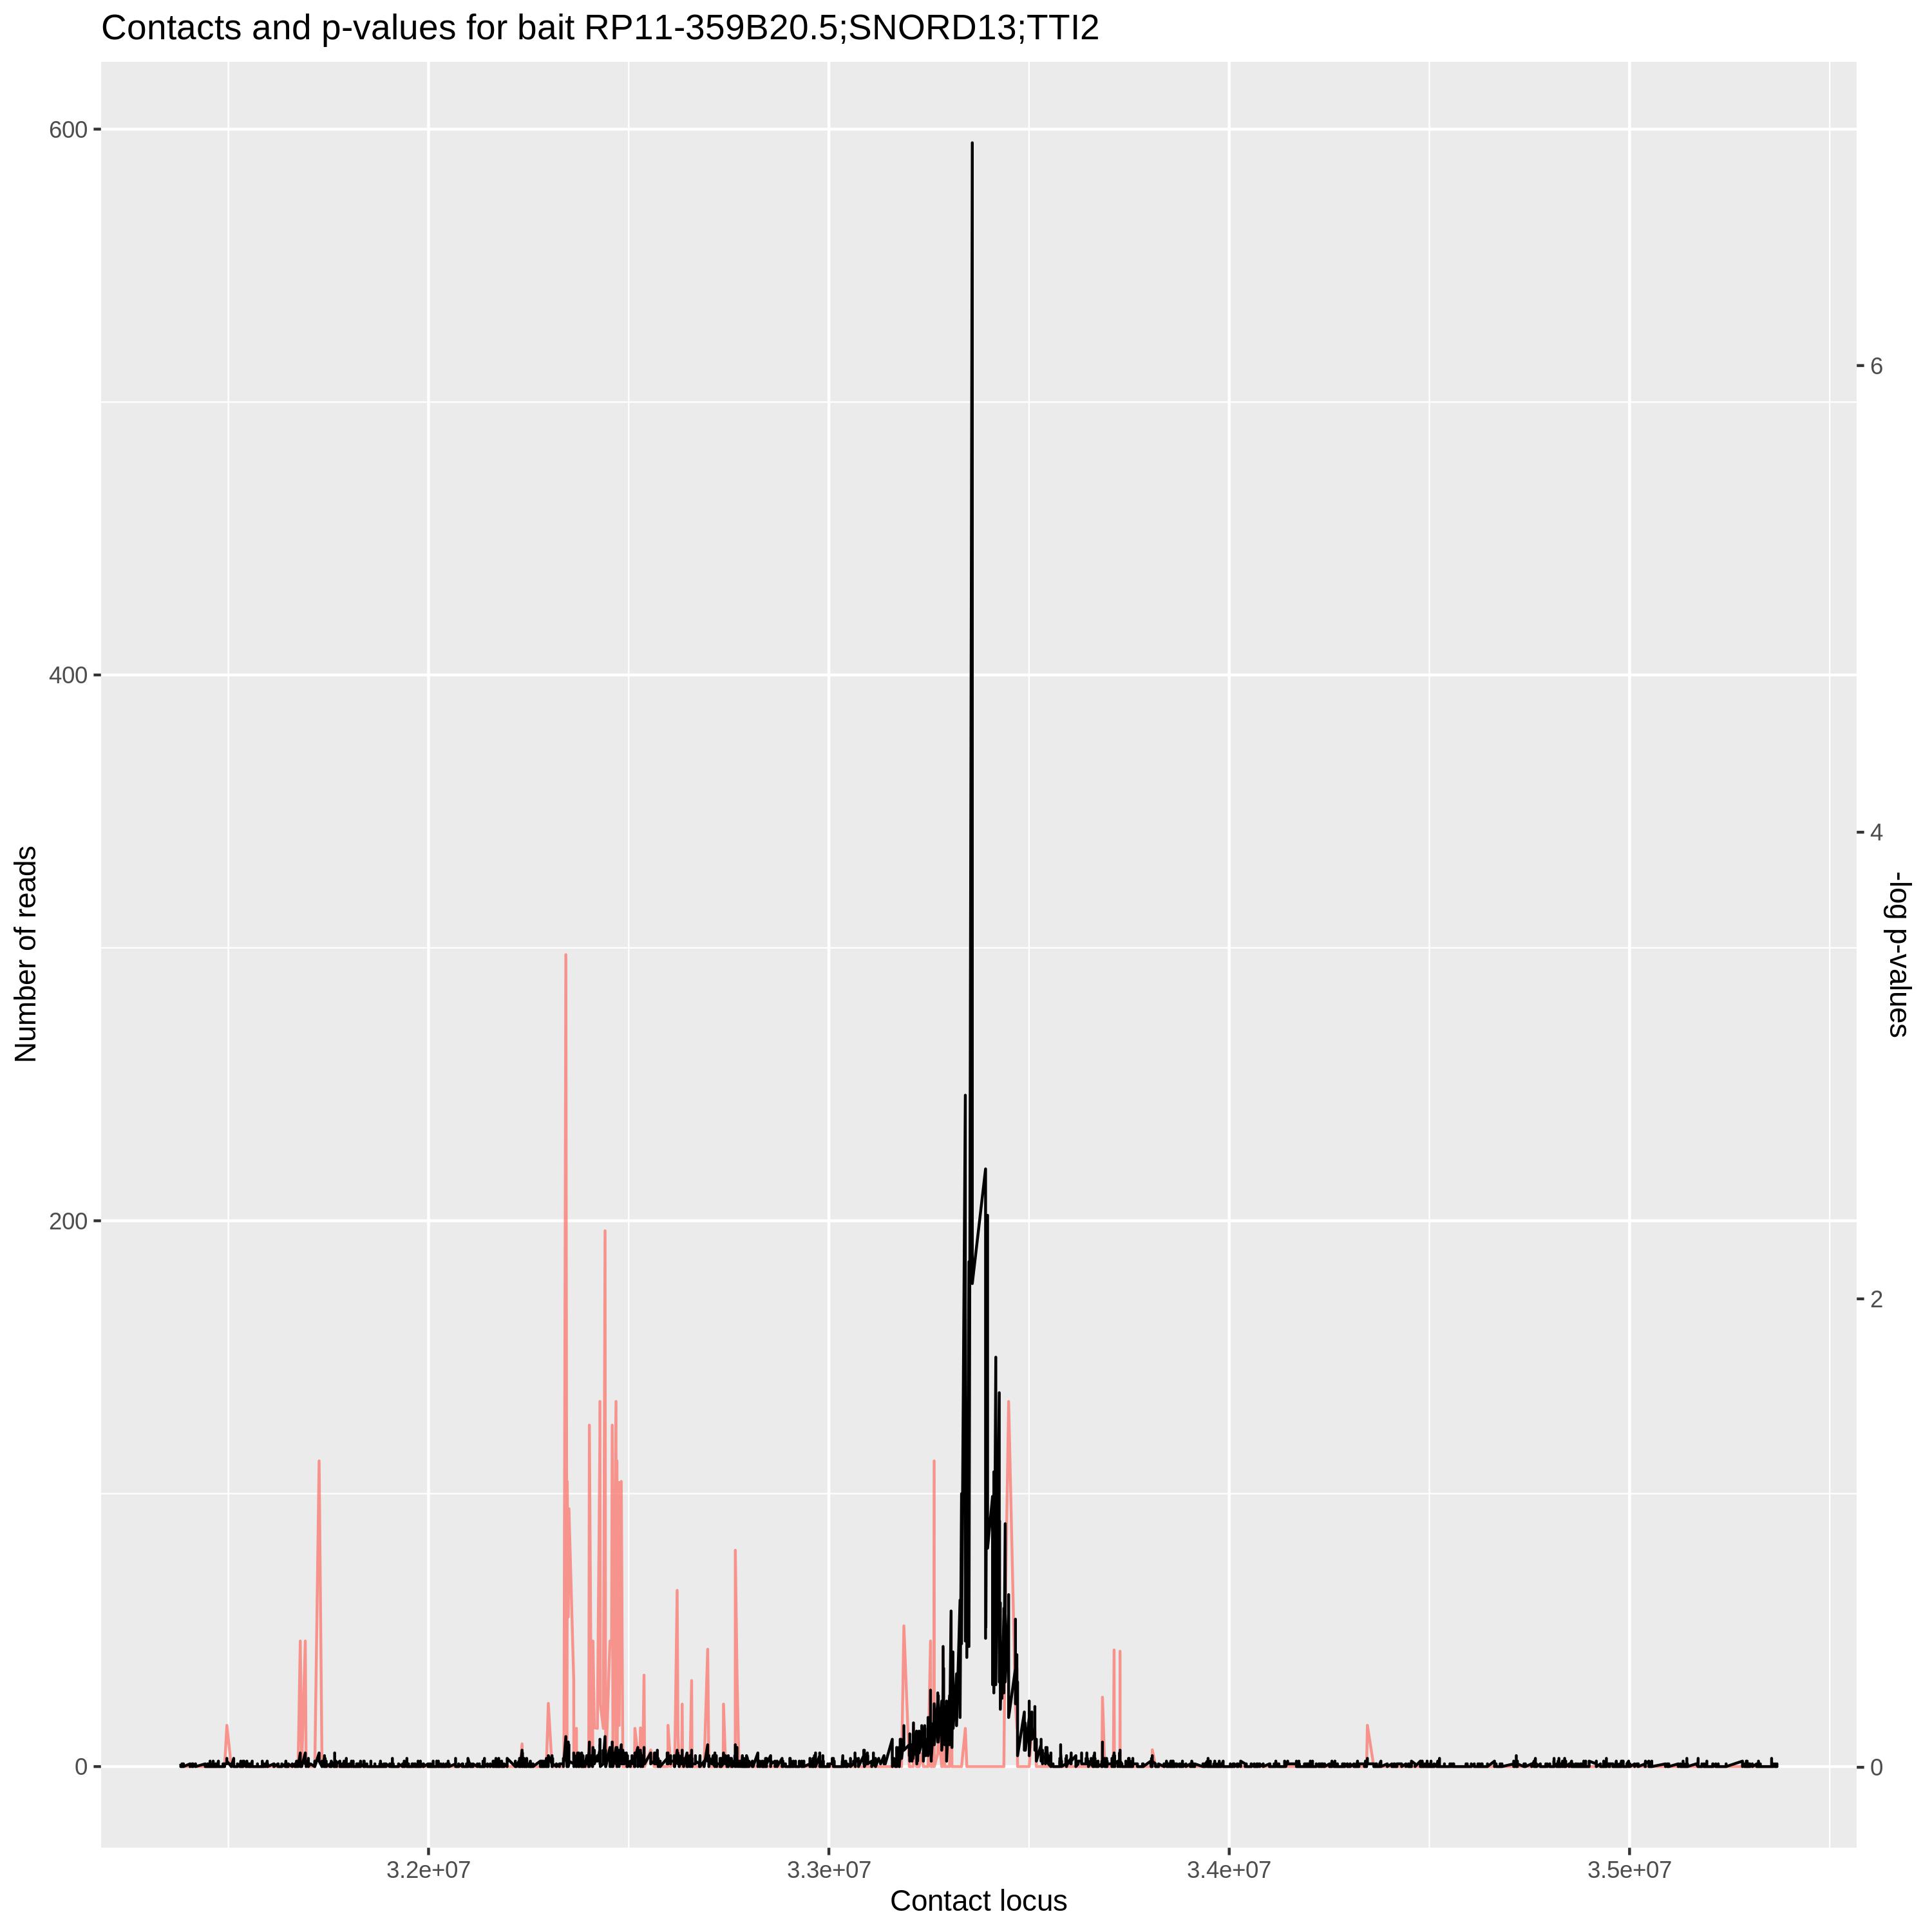 Contacts and p-values for bait RP11-359B20.5;SNORD13;TTI2
600
400
200
0
Number of reads
6
4
2
0
-log p-values
3.2e+07
3.3e+07
3.4e+07
3.5e+07
Contact locus